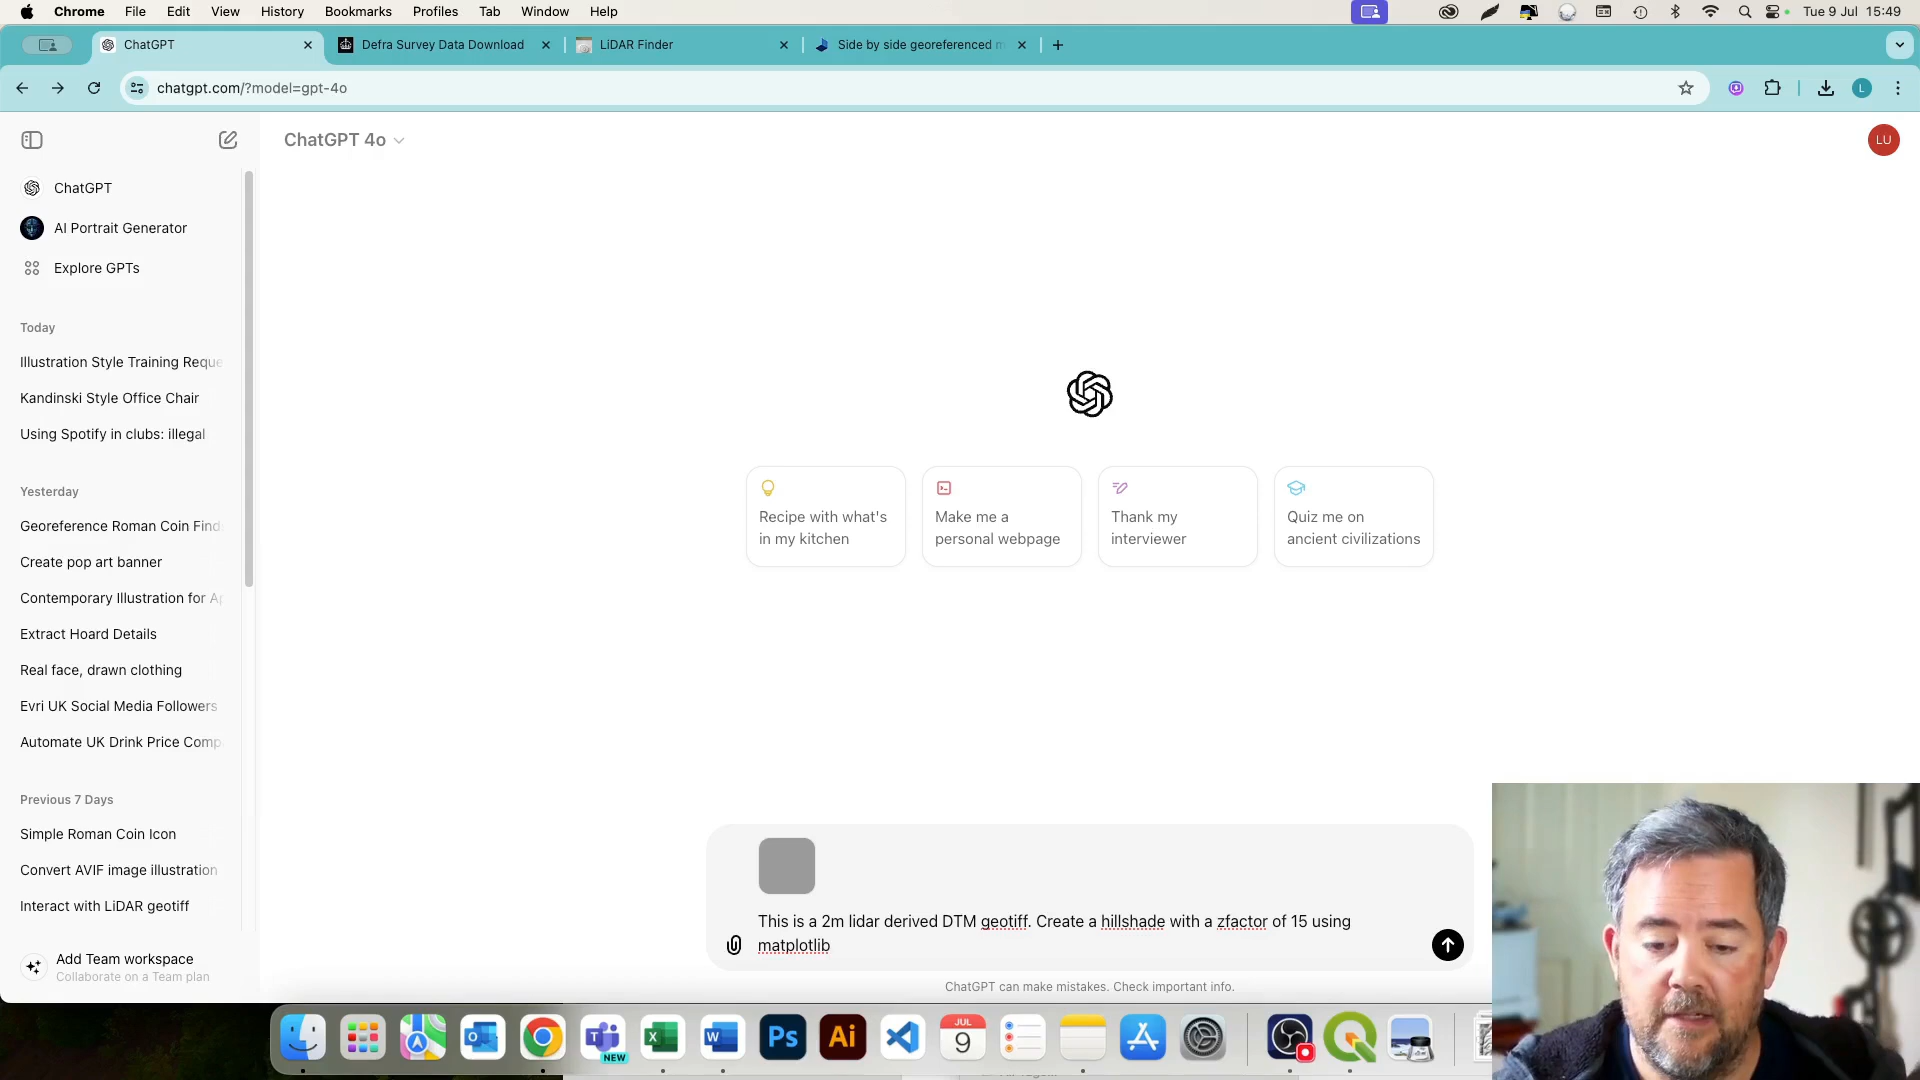 Chrome File Edit View History Bookmarks Profiles Tab Window Help Tue 9 Jul 15:49
ChatGPT Defra Survey Data Download LiDAR Finder Side by side georeferenced
chatgpt.com/?model=gpt-4o L
ChatGPT 4o LU
ChatGPT
AI Portrait Generator
Explore GPTs
Today
Illustration Style Training Reque
Kandinski Style Office Chair
Using Spotify in clubs: illegal
Yesterday
Georeference Roman Coin Find
Create pop art banner
Contemporary Illustration for Ap
Extract Hoard Details
Real face, drawn clothing
Evri UK Social Media Followers
Automate UK Drink Price Comp
Previous 7 Days
Simple Roman Coin Icon
Convert AVIF image illustration
Interact with LiDAR geotiff
Add Team workspace
Collaborate on a Team plan
Recipe with what's
in my kitchen
Make me a
personal webpage
Thank my
interviewer
Quiz me on
ancient civilizations
This is a 2m lidar derived DTM geotiff. Create a hillshade with a zfactor of 15 using
matplotlib
ChatGPT can make mistakes. Check important info.
NEW
Ps
Ai
JUL
9